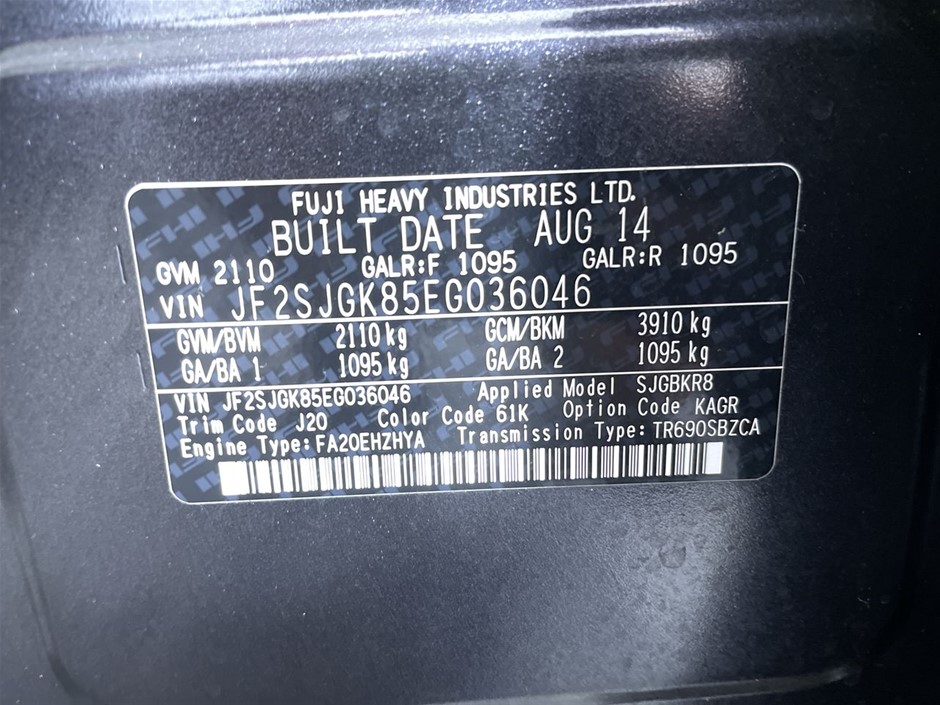 FUJI HEAVY INDUSTRIES LTD.
BUILT DATE AUG 14
GVM 2110 GALR:F 1095 GALR:R 1095
VIN JF2SJGK85EG036046
GVM/BVM 2110 kg GCM/BKM 3910 kg
GA/BA 1 1095 kg GA/BA 2 1095 kg
VIN JF2SJGK85EG036046 Applied Model SJGBKR8
Trim Code J20 Color Code 61K Option Code KAGR
Engine Type:FA20EHZHYA Transmission Type:TR690SBZCA